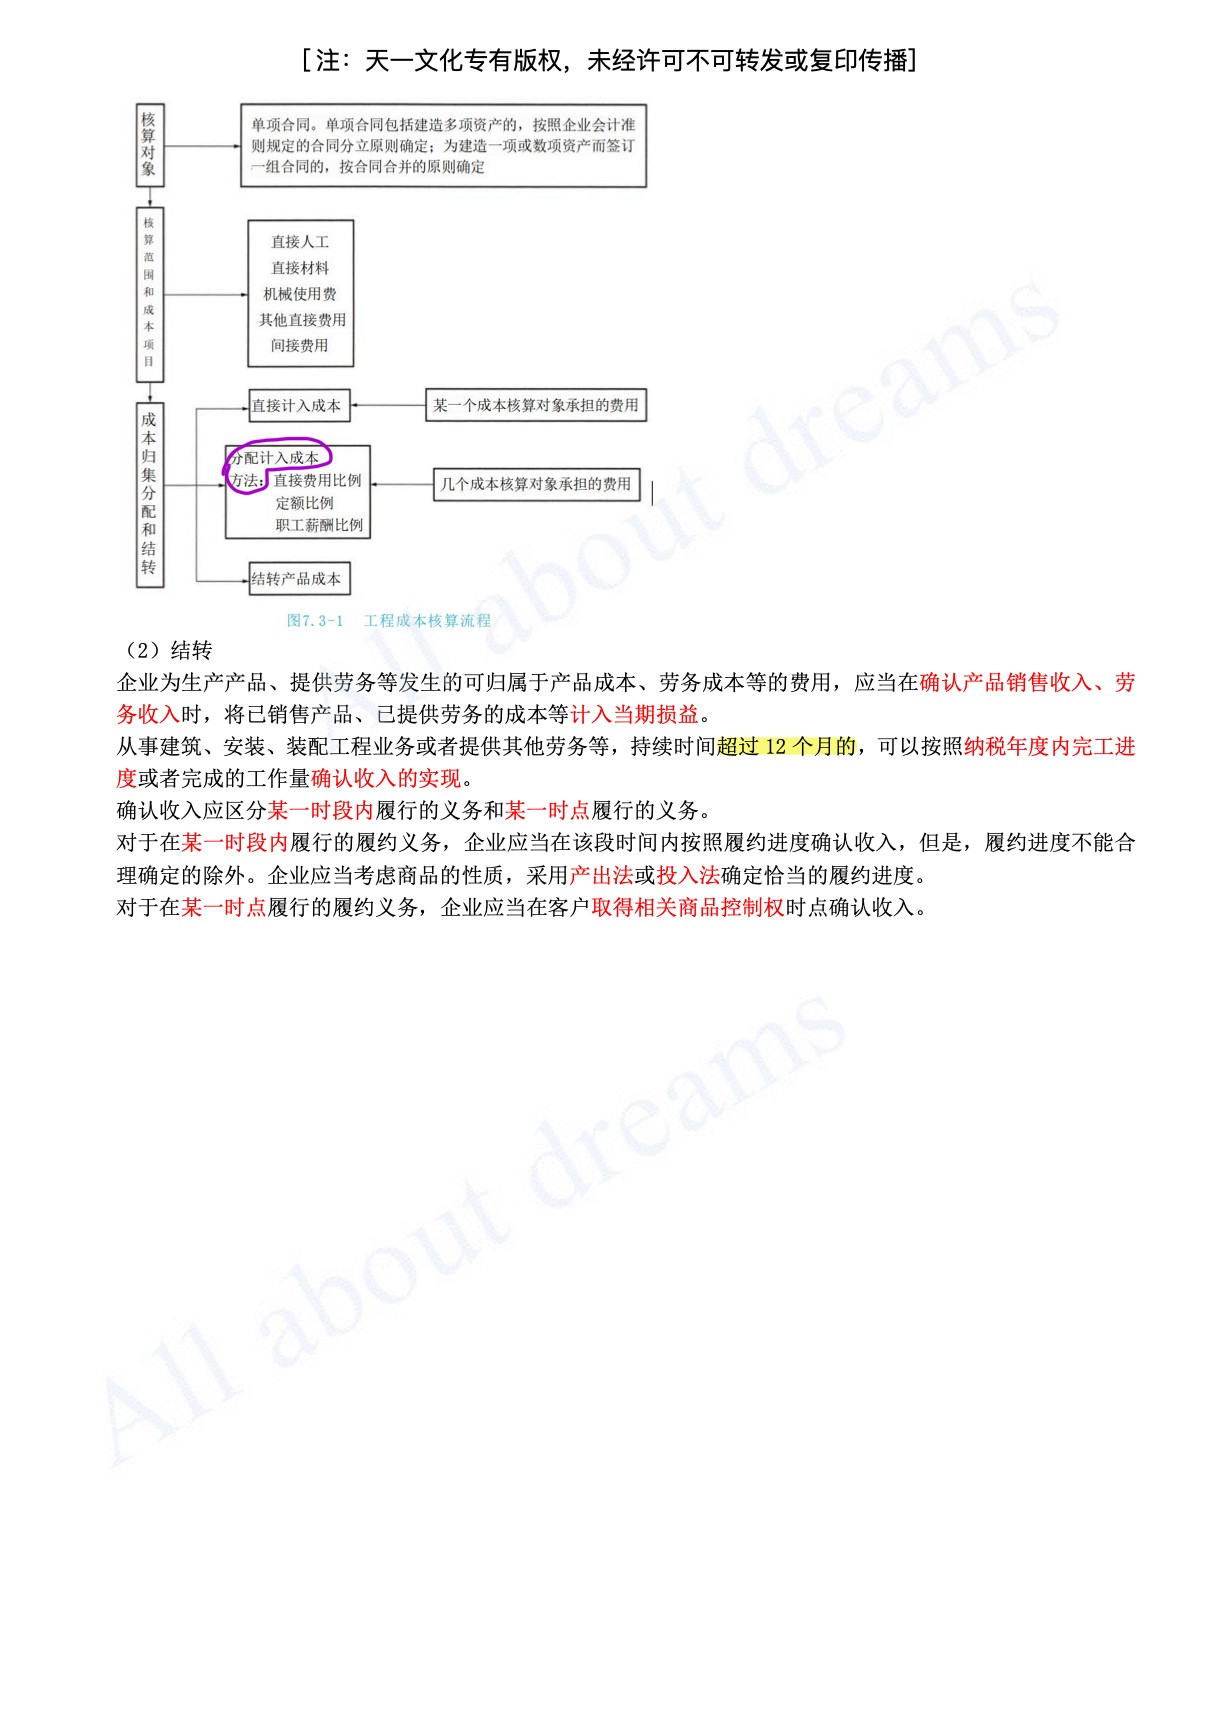 [注：天一文化专有版权，未经许可不可转发或复印传播]
核算对象
单项合同。单项合同包括建造多项资产的，按照企业会计准
则规定的合同分立原则确定；为建造一项或数项资产而签订
一组合同的，按合同合并的原则确定
核算范围和成本项目
直接人工
直接材料
机械使用费
其他直接费用
间接费用
成本归集分配和结转
直接计入成本
某一个成本核算对象承担的费用
分配计入成本
方法：直接费用比例
定额比例
职工薪酬比例
几个成本核算对象承担的费用
结转产品成本
图7.3-1 工程成本核算流程
（2）结转
企业为生产产品、提供劳务等发生的可归属于产品成本、劳务成本等的费用，应当在确认产品销售收入、劳
务收入时，将已销售产品、已提供劳务的成本等计入当期损益。
从事建筑、安装、装配工程业务或者提供其他劳务等，持续时间超过 12 个月的，可以按照纳税年度内完工进
度或者完成的工作量确认收入的实现。
确认收入应区分某一时段内履行的义务和某一时点履行的义务。
对于在某一时段内履行的履约义务，企业应当在该段时间内按照履约进度确认收入，但是，履约进度不能合
理确定的除外。企业应当考虑商品的性质，采用产出法或投入法确定恰当的履约进度。
对于在某一时点履行的履约义务，企业应当在客户取得相关商品控制权时点确认收入。
All about dreams
All about dreams